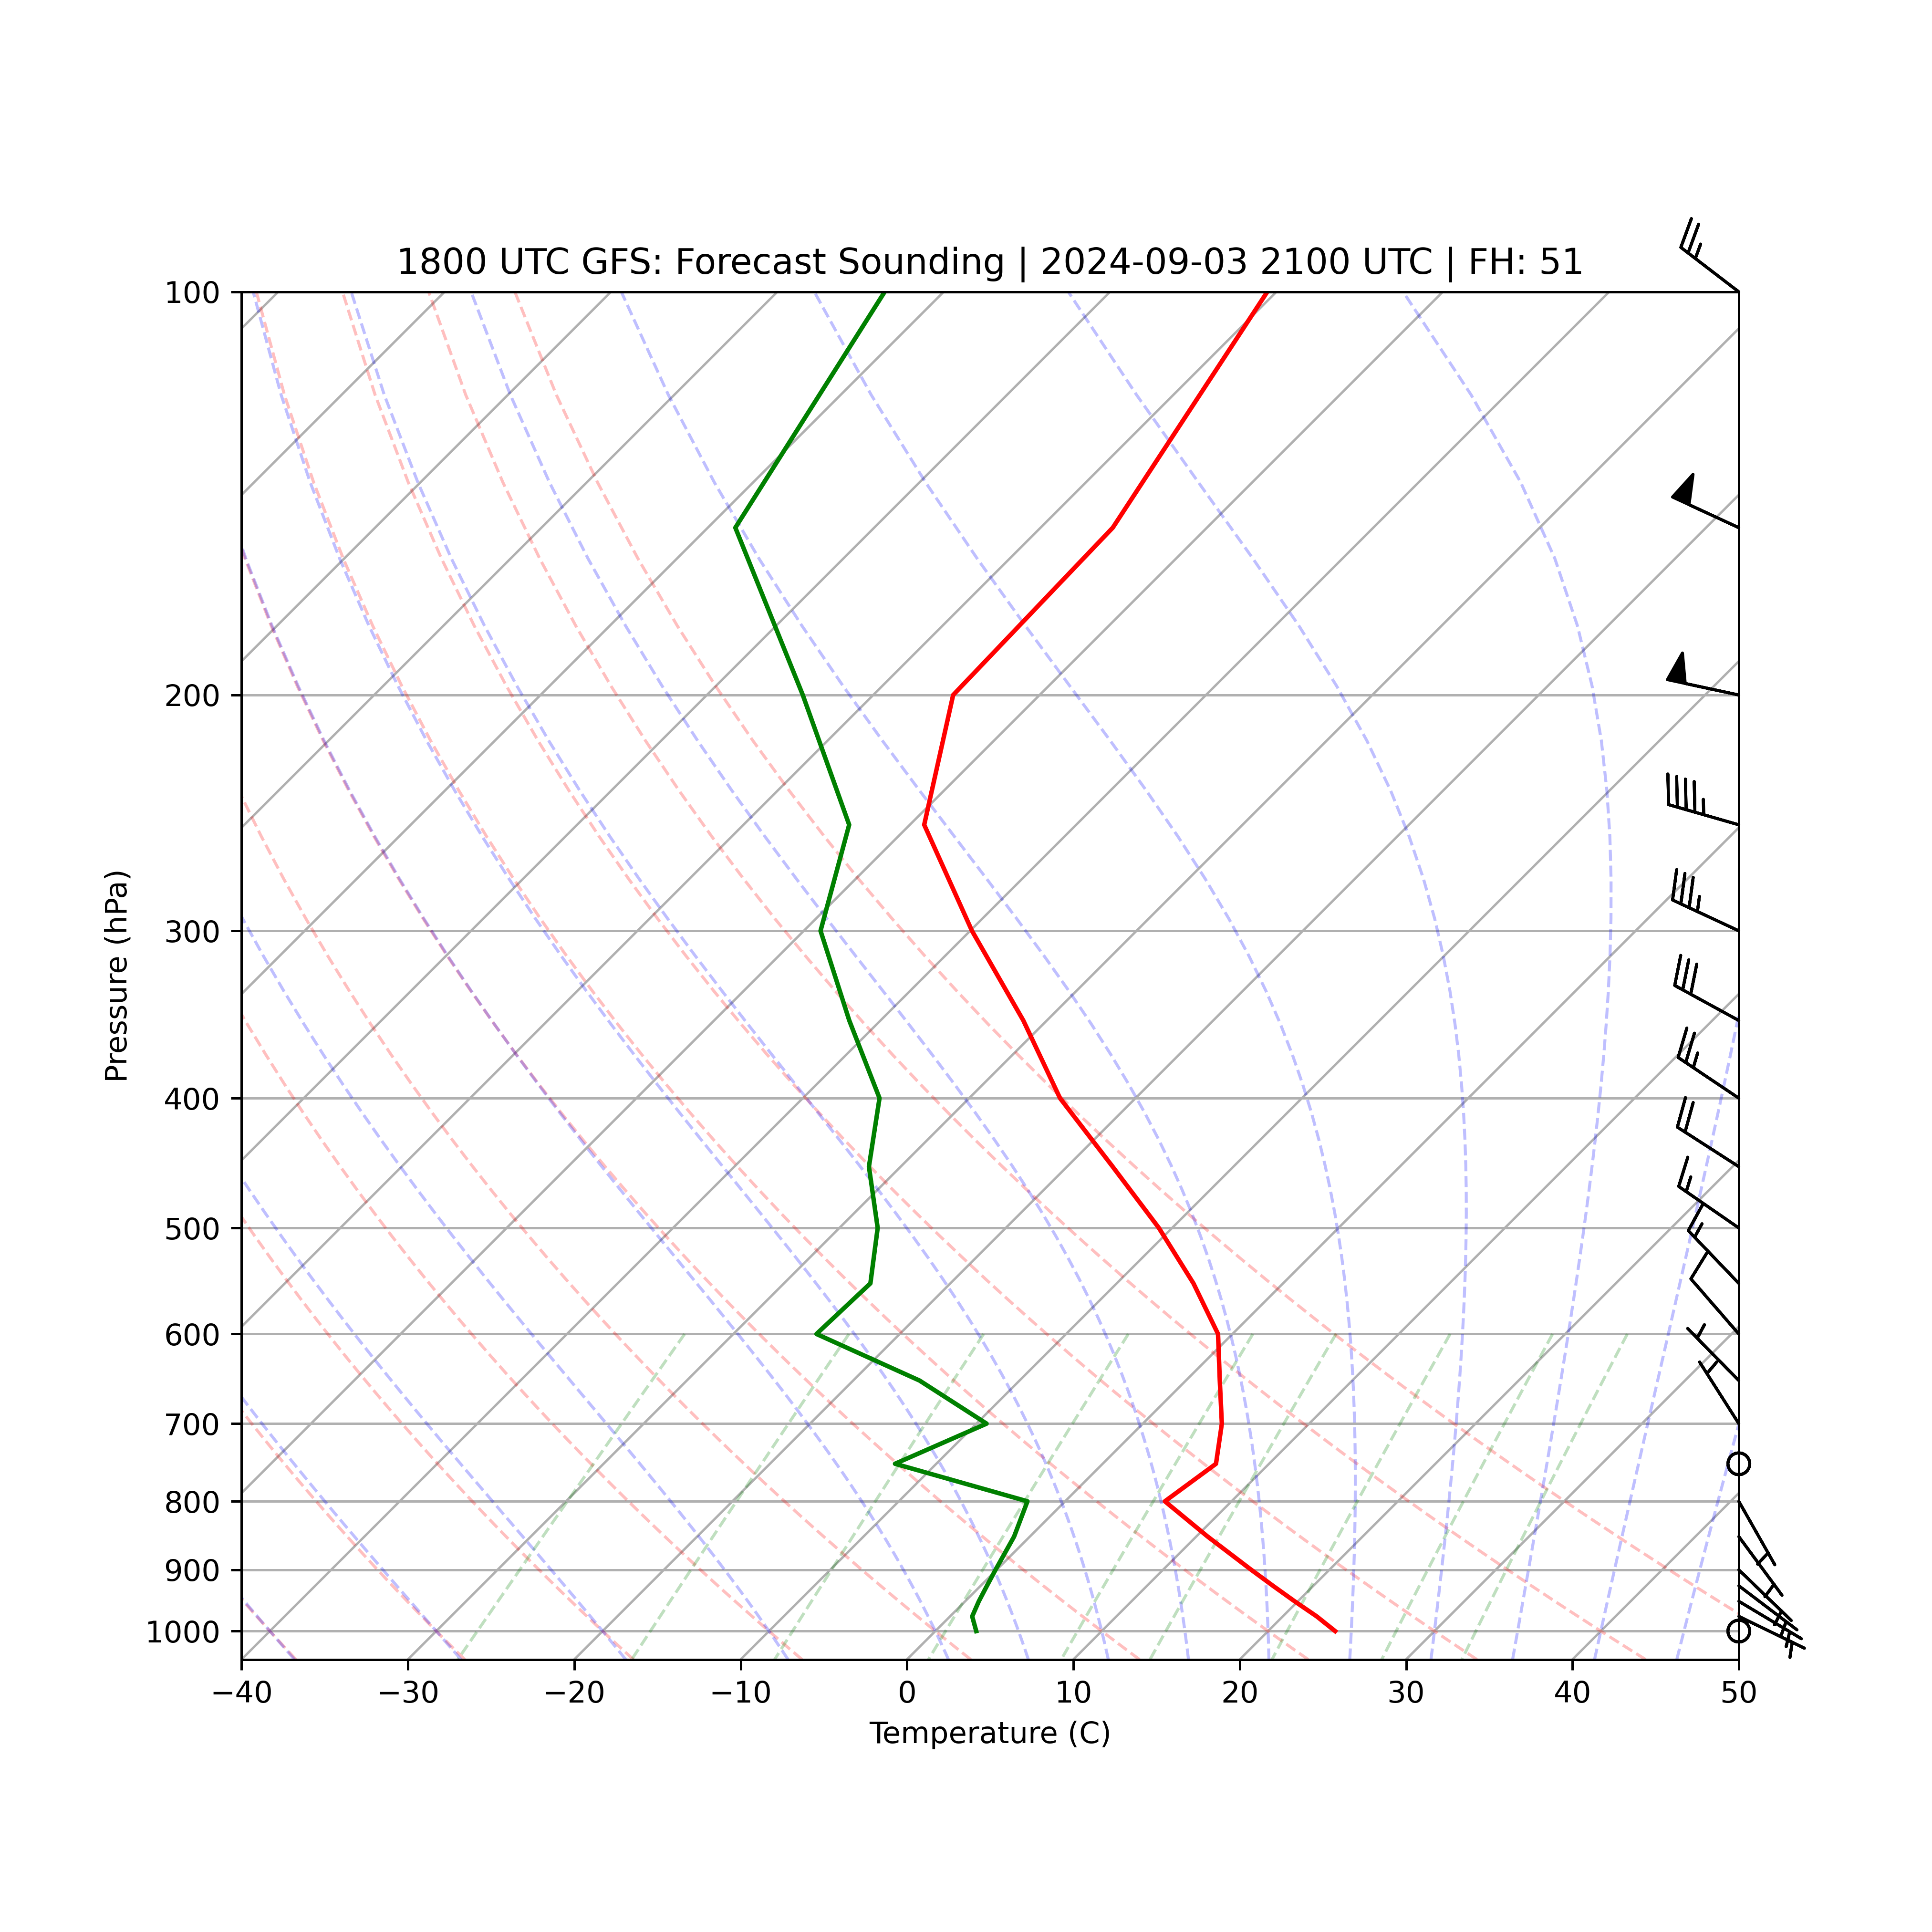 1800 UTC GFS: Forecast Sounding | 2024-09-03 2100 UTC | FH: 51
100
200
300
400
500
600
700
800
900
1000
Pressure (hPa)
−40 −30 −20 −10 0 10 20 30 40 50
Temperature (C)